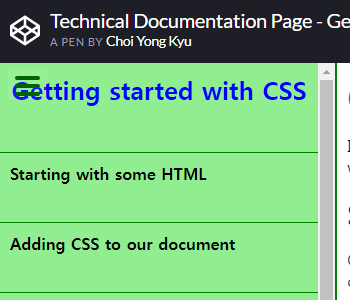 Technical Documentation Page - Ge
A PEN BY Choi Yong Kyu
Getting started with CSS
Starting with some HTML
Adding CSS to our document